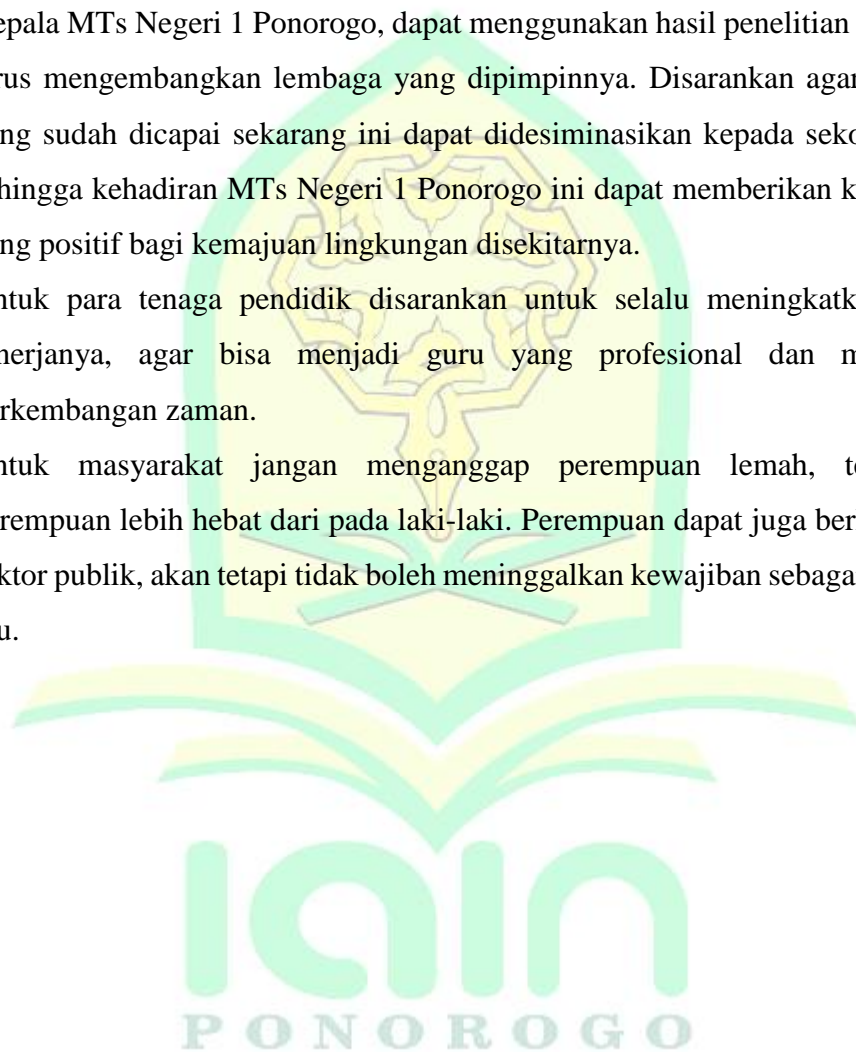 epala MTs Negeri 1 Ponorogo, dapat menggunakan hasil penelitian
rus mengembangkan lembaga yang dipimpinnya. Disarankan agar
ng sudah dicapai sekarang ini dapat didesiminasikan kepada seko
hingga kehadiran MTs Negeri 1 Ponorogo ini dapat memberikan k
ng positif bagi kemajuan lingkungan disekitarnya.
ntuk para tenaga pendidik disarankan untuk selalu meningkatk
nerjanya, agar bisa menjadi guru yang profesional dan m
rkembangan zaman.
ntuk masyarakat jangan menganggap perempuan lemah, te
rempuan lebih hebat dari pada laki-laki. Perempuan dapat juga ber
ktor publik, akan tetapi tidak boleh meninggalkan kewajiban sebaga
u.
iain
PONOROGO